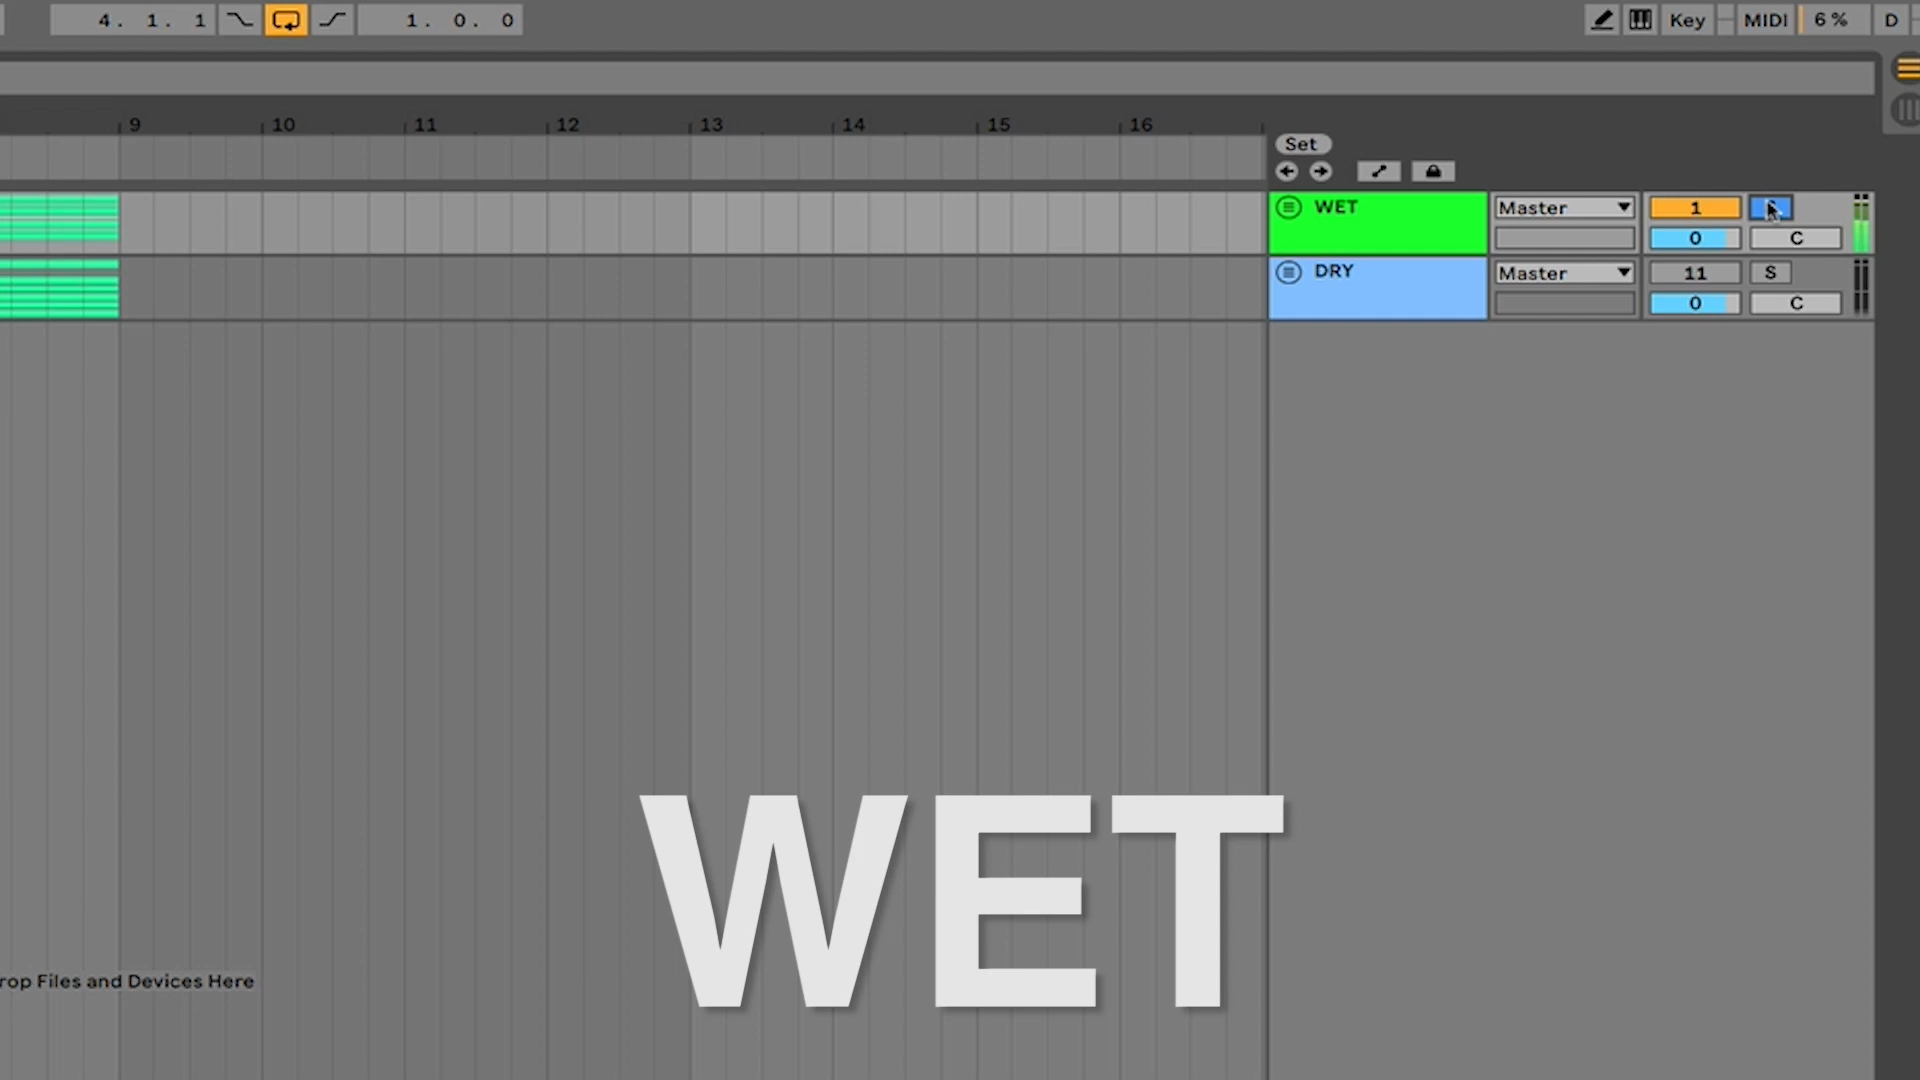 4. 1. 1
1. 0. 0
Key
MIDI
6 %
D
9 10 11 12 13 14 15 16
Set
WET
Master
1
0
C
DRY
Master
11
S
0
C
rop Files and Devices Here
WET